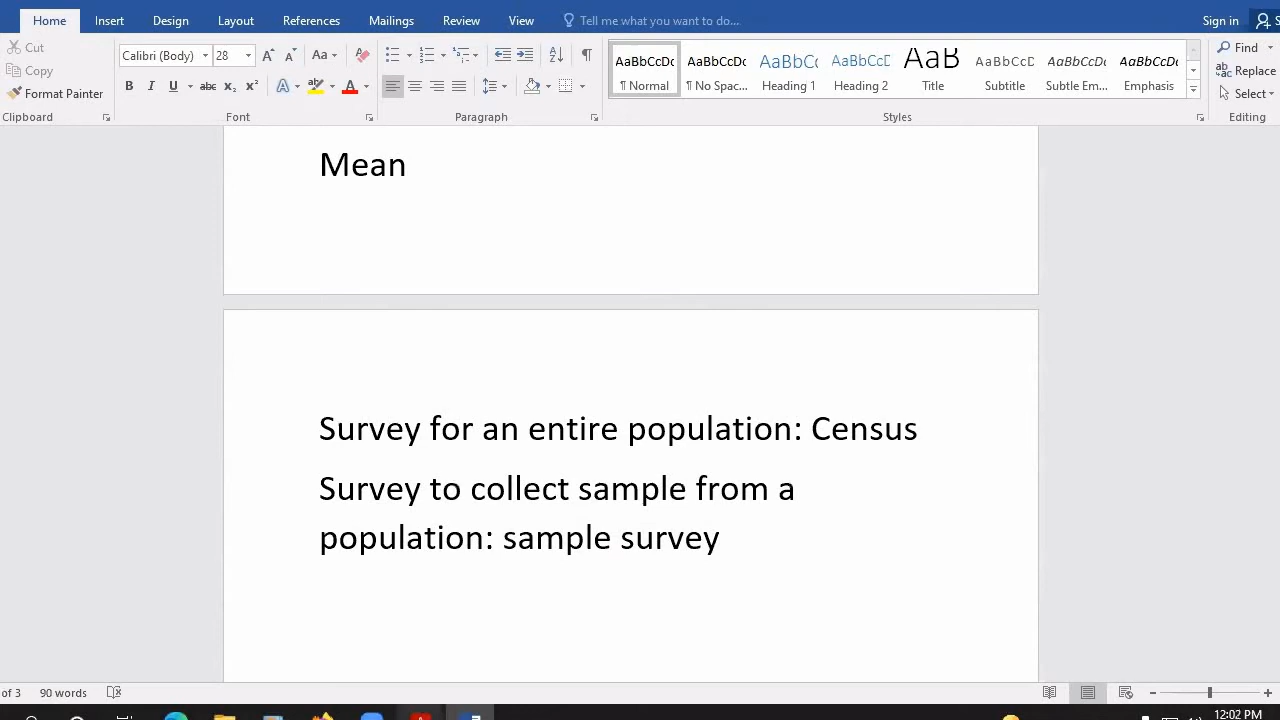 Home Insert Design Layout References Mailings Review View Tell me what you want to do... Sign in
Cut
Copy
Format Painter
Clipboard
Calibri (Body) 28
Font
Paragraph
AaBbCcDc AaBbCcDc AaBbC AaBbCcD AaB AaBbCcD AaBbCcDc AaBbCcDc
¶ Normal ¶ No Spac... Heading 1 Heading 2 Title Subtitle Subtle Em... Emphasis
Styles
Find
Replace
Select
Editing
Mean
Survey for an entire population: Census
Survey to collect sample from a
population: sample survey
of 3 90 words
12:02 PM